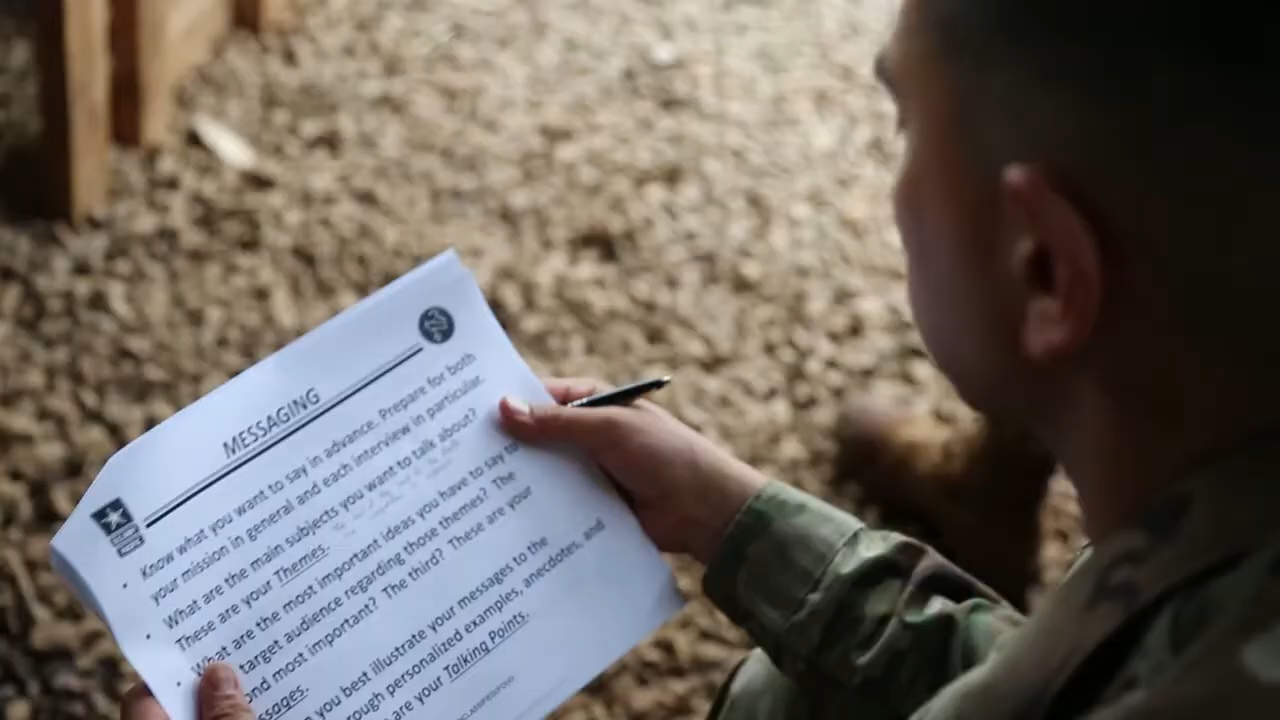 MESSAGING
• Know what you want to say in advance. Prepare for both
your mission in general and each interview in particular.
• What are the main subjects you want to talk about?
These are your Themes.
• What are the most important ideas you have to say to
target audience regarding those themes? The
ond most important? The third? These are your
ssages.
you best illustrate your messages to the
rough personalized examples, anecdotes, and
are your Talking Points.